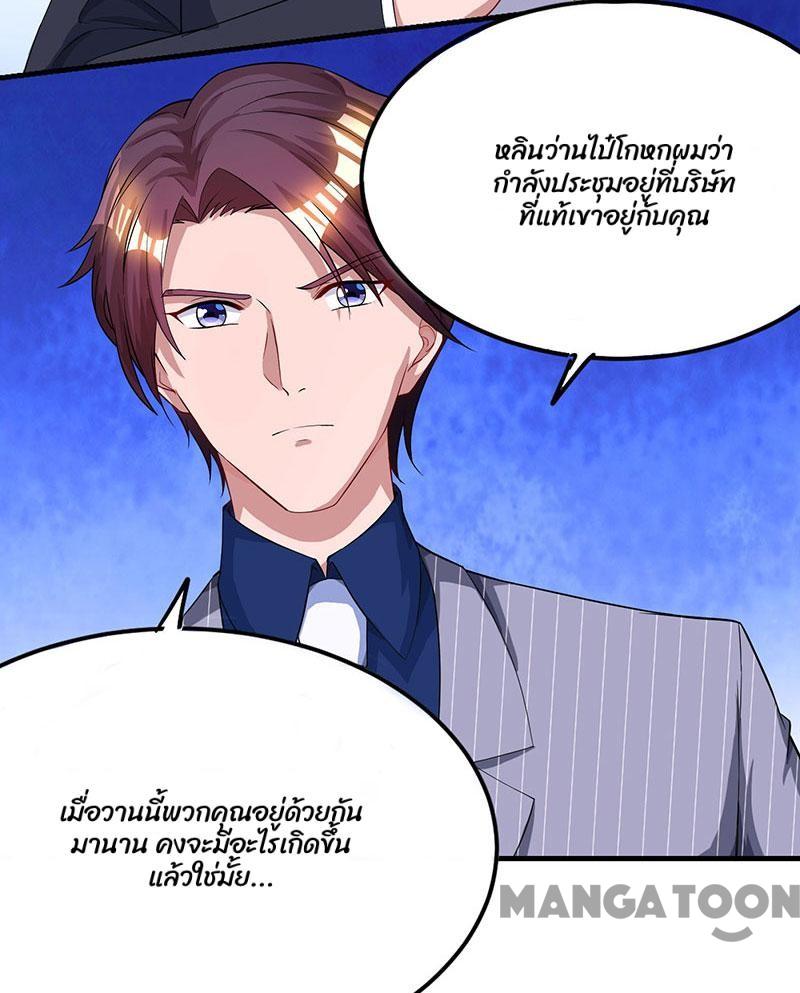 หลินว่านไป๋โกหกผมว่า
กำลังประชุมอยู่ที่บริษัท
ที่แท้เขาอยู่กับคุณ
เมื่อวานนี้พวกคุณอยู่ด้วยกัน
มานาน คงจะมีอะไรเกิดขึ้น
แล้วใช่มั้ย...
MANGATOON